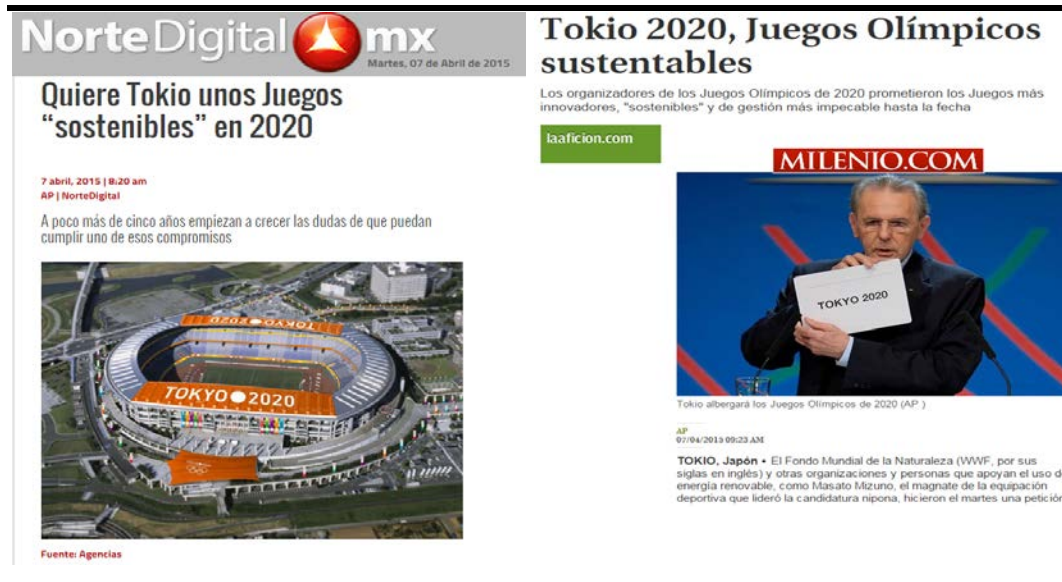 NorteDigital mx
Martes, 07 de Abril de 2015
Quiere Tokio unos Juegos
“sostenibles” en 2020
7 abril, 2015 | 8:20 am
AP | NorteDigital
A poco más de cinco años empiezan a crecer las dudas de que puedan
cumplir uno de esos compromisos
TOKYO 2020
TOKYO 2020
Fuente: Agencias
Tokio 2020, Juegos Olímpicos
sustentables
Los organizadores de los Juegos Olímpicos de 2020 prometieron los Juegos más
innovadores, "sostenibles" y de gestión más impecable hasta la fecha
laaficion.com
MILENIO.COM
TOKYO 2020
Tokio albergará los Juegos Olímpicos de 2020 (AP )
AP
07/04/2015 09:23 AM
TOKIO, Japón • El Fondo Mundial de la Naturaleza (WWF, por sus
siglas en inglés) y otras organizaciones y personas que apoyan el uso d
energía renovable, como Masato Mizuno, el magnate de la equipación
deportiva que lideró la candidatura nipona, hicieron el martes una petición